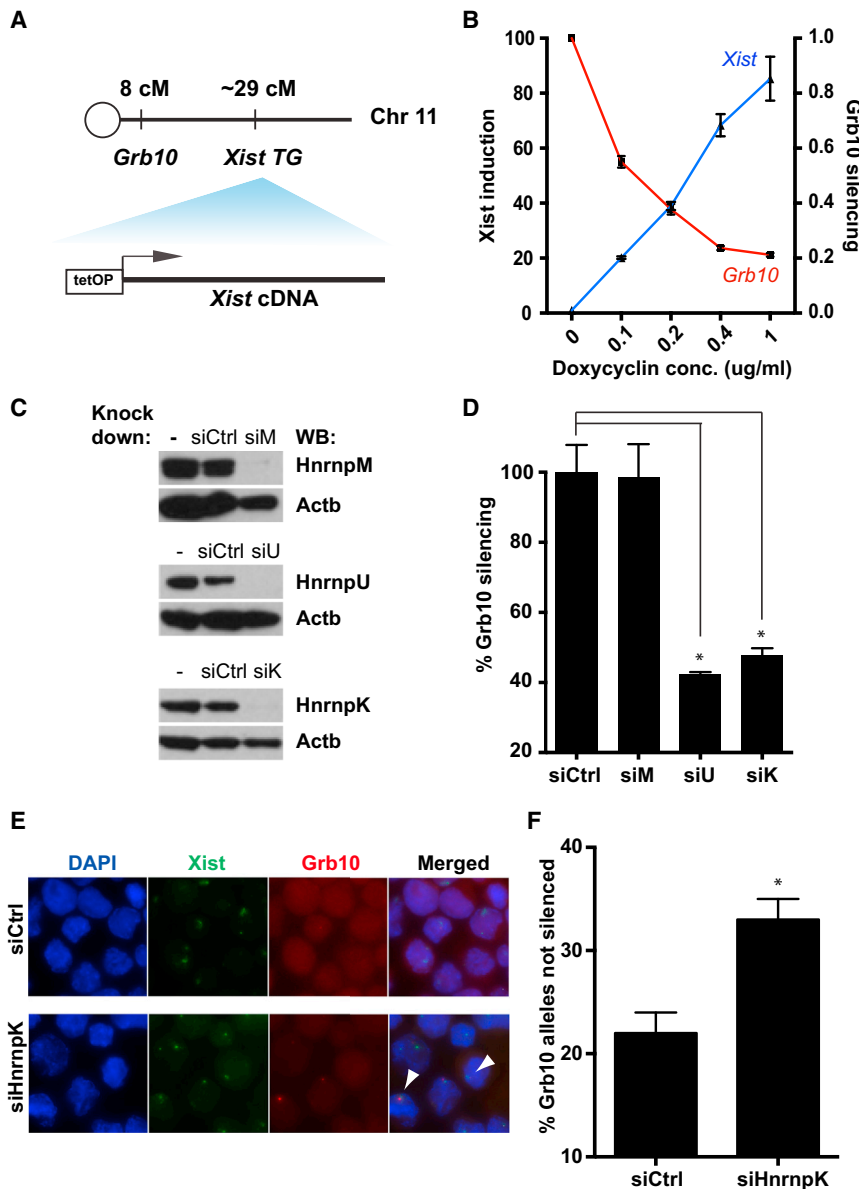 A
8 cM
~29 cM
Chr 11
Grb10
Xist TG
tetOP
Xist cDNA
B
100
80
60
40
20
0
Xist induction
1.0
0.8
0.6
0.4
0.2
0.0
Grb10 silencing
Xist
Grb10
0
0.1
0.2
0.4
1
Doxycyclin conc. (ug/ml)
C
Knock
down:
- siCtrl siM
WB:
HnrnpM
Actb
- siCtrl siU
HnrnpU
Actb
- siCtrl siK
HnrnpK
Actb
D
% Grb10 silencing
100
80
60
40
20
*
*
siCtrl
siM
siU
siK
E
DAPI
Xist
Grb10
Merged
siCtrl
siHnrnpK
F
% Grb10 alleles not silenced
40
30
20
10
*
siCtrl
siHnrnpK